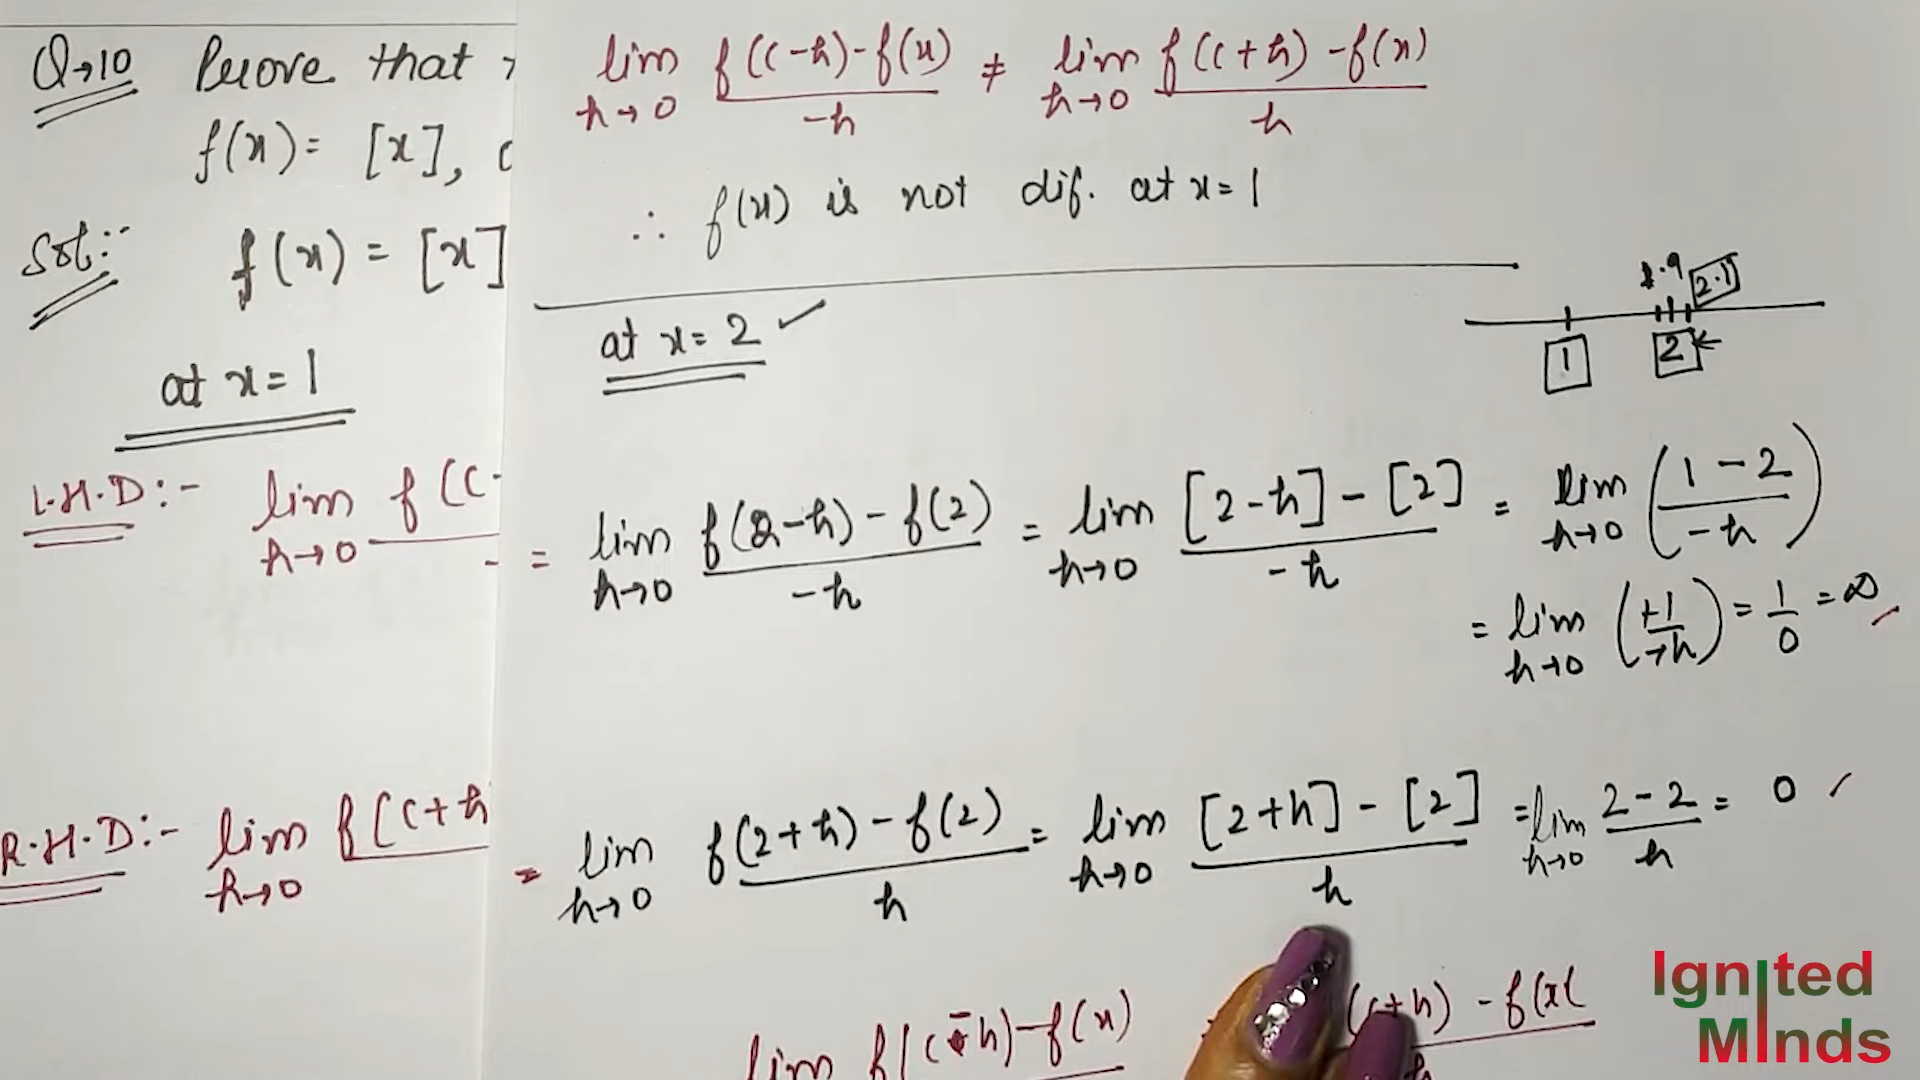 Q→10 Prove that
f(x) = [x],
Sol:-
f(x) = [x]
at x=1
L.H.D:- lim h→0 f(c-
R.H.D:- lim h→0 f[c+h
lim h→0 f(c-h)-f(x)/-h ≠ lim h→0 f(c+h)-f(x)/h
∴ f(x) is not dif. at x=1
at x=2 ✓
2.1
1 2 ←
= lim h→0 f(2-h)-f(2)/-h = lim h→0 [2-h]-[2]/-h = lim h→0 (1-2/-h)
= lim h→0 (+1/+h) = 1/0 = ∞
= lim h→0 f(2+h)-f(2)/h = lim h→0 [2+h]-[2]/h = lim h→0 2-2/h = 0
lim f(c-h)-f(x) (c+h)-f(x(
h
Ignited
Minds